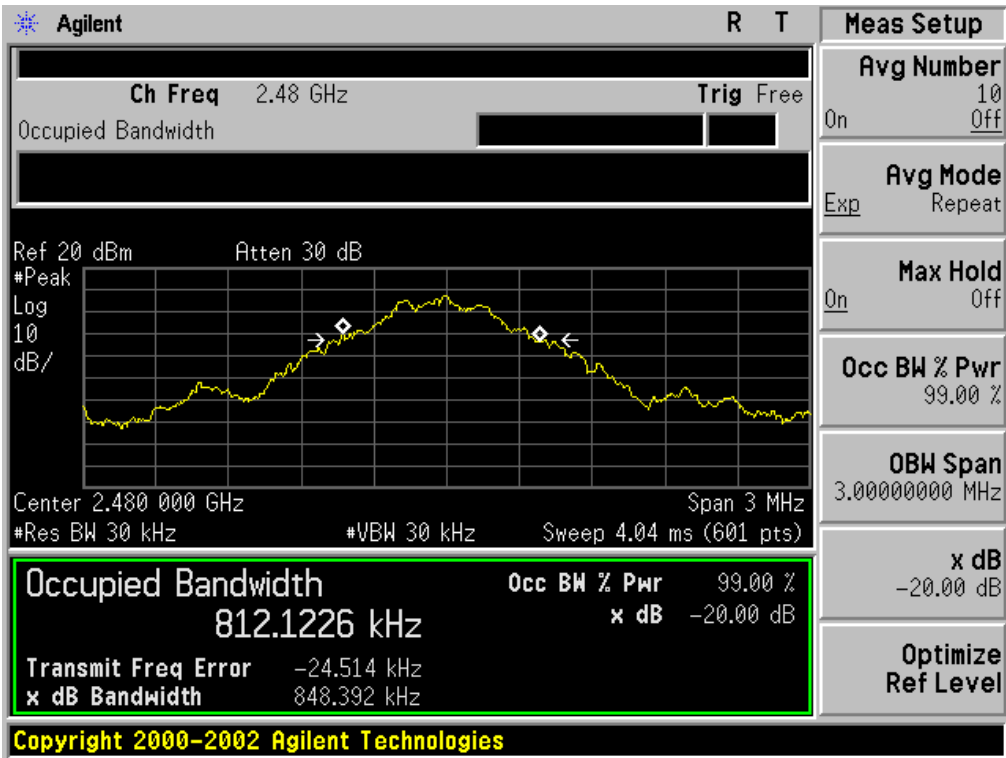 Agilent R T
Ch Freq 2.48 GHz Trig Free
Occupied Bandwidth
Ref 20 dBm Atten 30 dB
#Peak
Log
10
dB/
Center 2.480 000 GHz Span 3 MHz
#Res BW 30 kHz #VBW 30 kHz Sweep 4.04 ms (601 pts)
Occupied Bandwidth Occ BW % Pwr 99.00 %
812.1226 kHz x dB -20.00 dB
Transmit Freq Error -24.514 kHz
x dB Bandwidth 848.392 kHz
Copyright 2000-2002 Agilent Technologies
Meas Setup
Avg Number
10
On Off
Avg Mode
Exp Repeat
Max Hold
On Off
Occ BW % Pwr
99.00 %
OBW Span
3.00000000 MHz
x dB
-20.00 dB
Optimize
Ref Level